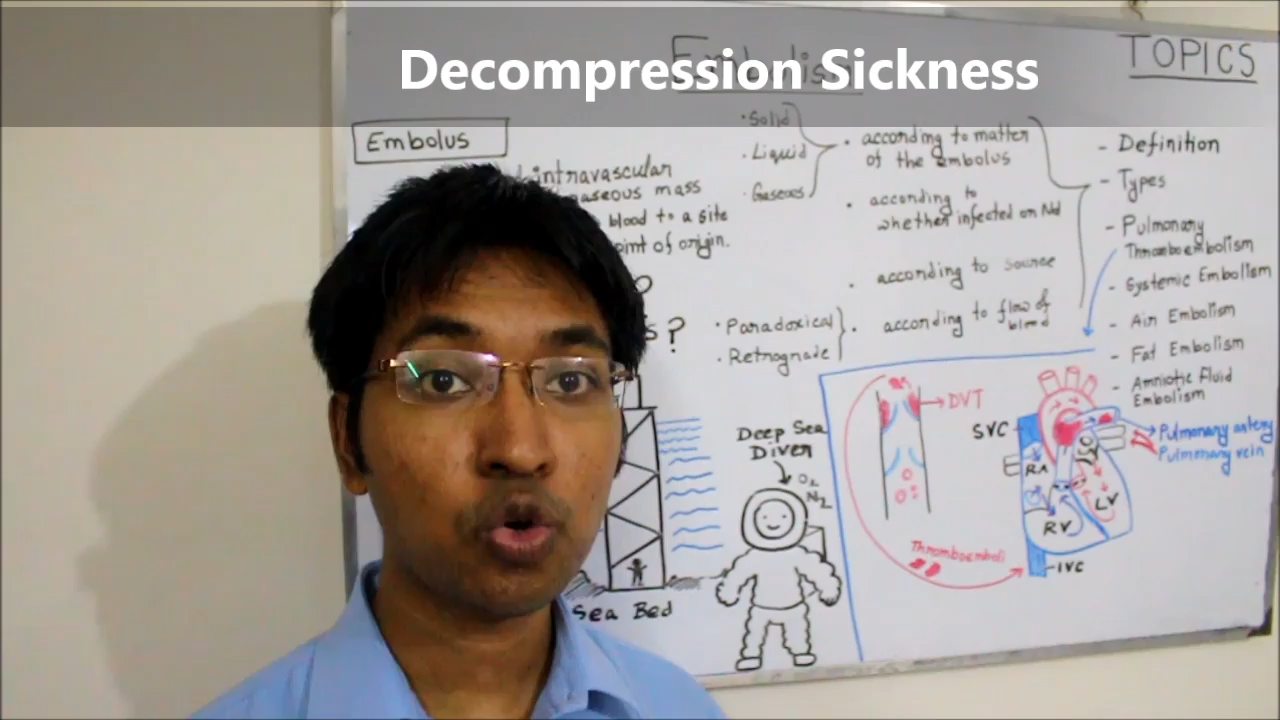 Decompression Sickness
Embolism
TOPICS
Embolus
intravascular
gaseous mass
blood to a site
point of origin.
s?
• Solid
• Liquid
• Gaseous
• according to matter
of the embolus
• according to
whether infected or Not
• according to source
• according to flow of
blood
• Paradoxical
• Retrograde
- Definition
- Types
- Pulmonary
Thromboembolism
- Systemic Embolism
- Air Embolism
- Fat Embolism
- Amniotic fluid
Embolism
Sea Bed
Deep Sea
Diver
O2
N2
DVT
Thromboemboli
SVC
RA
RV
LV
IVC
Pulmonary artery
Pulmonary vein